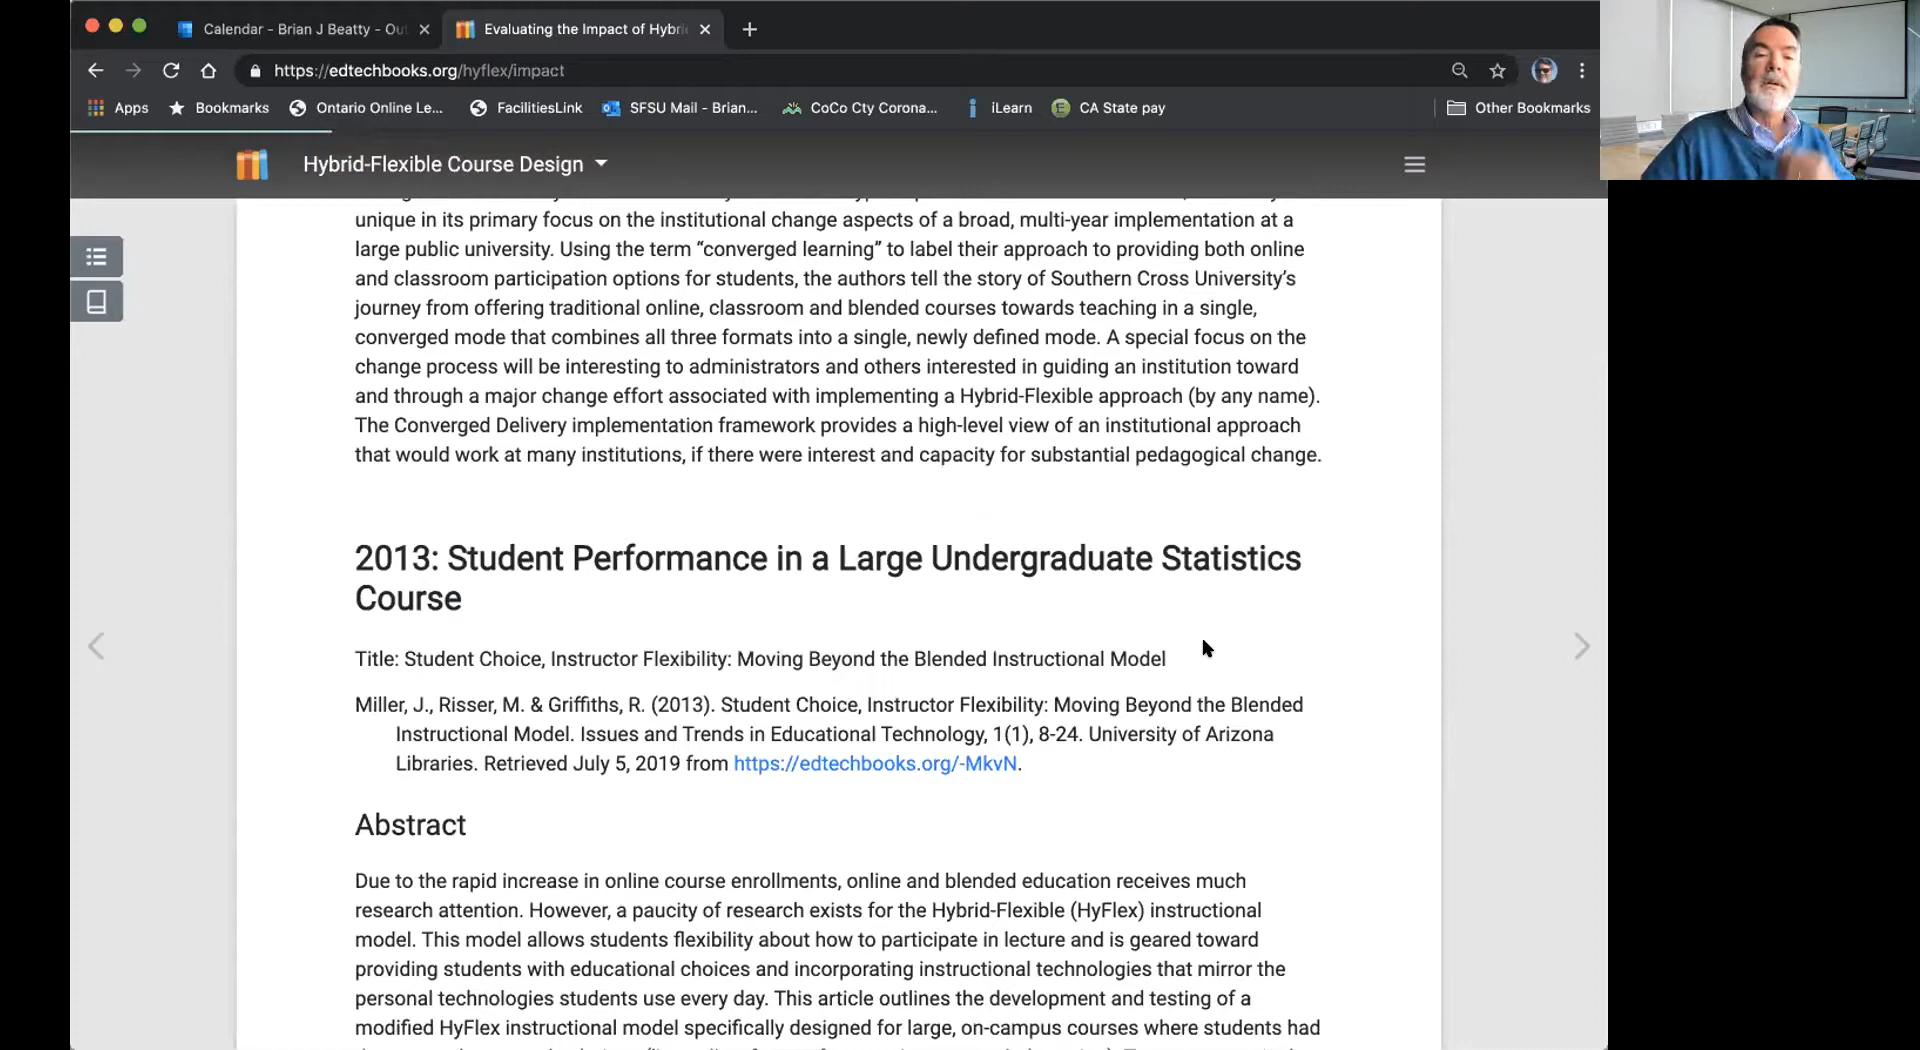 Calendar - Brian J Beatty - Ou
Evaluating the Impact of Hybri
https://edtechbooks.org/hyflex/impact
Apps
Bookmarks
Ontario Online Le...
FacilitiesLink
SFSU Mail - Brian...
CoCo Cty Corona...
iLearn
CA State pay
Other Bookmarks
Hybrid-Flexible Course Design
unique in its primary focus on the institutional change aspects of a broad, multi-year implementation at a
large public university. Using the term “converged learning” to label their approach to providing both online
and classroom participation options for students, the authors tell the story of Southern Cross University’s
journey from offering traditional online, classroom and blended courses towards teaching in a single,
converged mode that combines all three formats into a single, newly defined mode. A special focus on the
change process will be interesting to administrators and others interested in guiding an institution toward
and through a major change effort associated with implementing a Hybrid-Flexible approach (by any name).
The Converged Delivery implementation framework provides a high-level view of an institutional approach
that would work at many institutions, if there were interest and capacity for substantial pedagogical change.
2013: Student Performance in a Large Undergraduate Statistics
Course
Title: Student Choice, Instructor Flexibility: Moving Beyond the Blended Instructional Model
Miller, J., Risser, M. & Griffiths, R. (2013). Student Choice, Instructor Flexibility: Moving Beyond the Blended
Instructional Model. Issues and Trends in Educational Technology, 1(1), 8-24. University of Arizona
Libraries. Retrieved July 5, 2019 from https://edtechbooks.org/-MkvN.
Abstract
Due to the rapid increase in online course enrollments, online and blended education receives much
research attention. However, a paucity of research exists for the Hybrid-Flexible (HyFlex) instructional
model. This model allows students flexibility about how to participate in lecture and is geared toward
providing students with educational choices and incorporating instructional technologies that mirror the
personal technologies students use every day. This article outlines the development and testing of a
modified HyFlex instructional model specifically designed for large, on-campus courses where students had